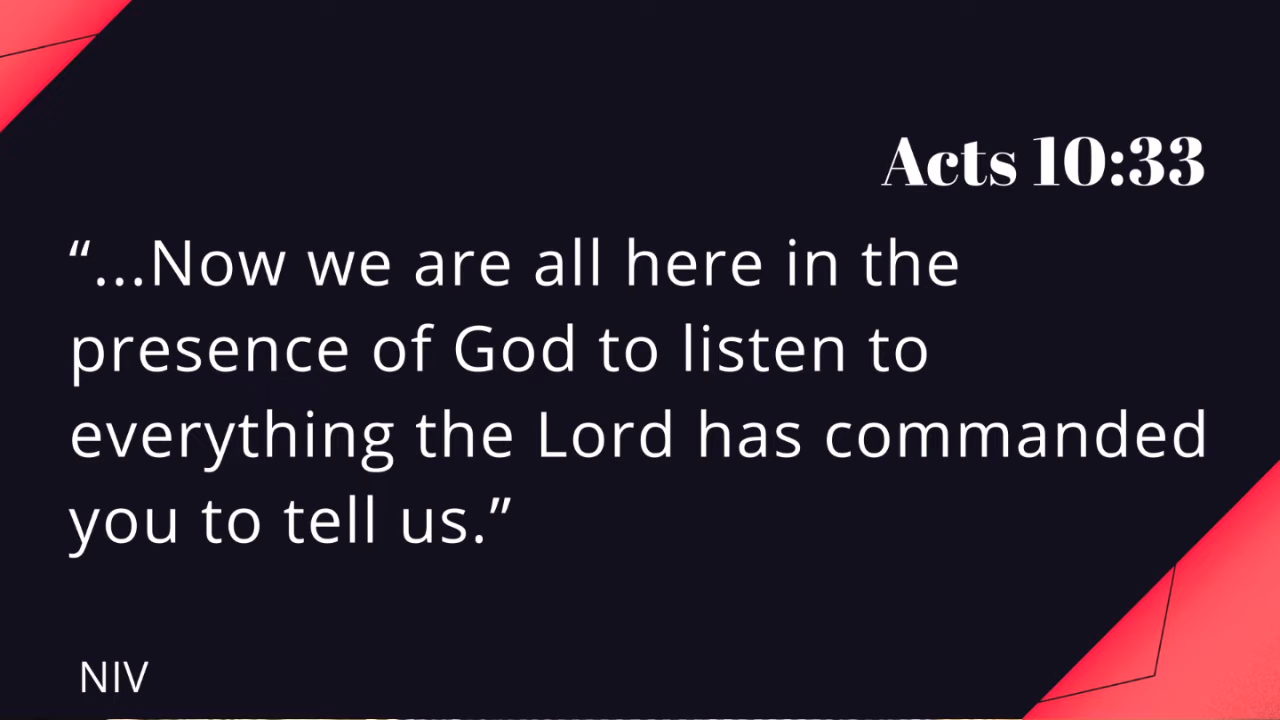 Acts 10:33
“...Now we are all here in the
presence of God to listen to
everything the Lord has commanded
you to tell us.”
NIV